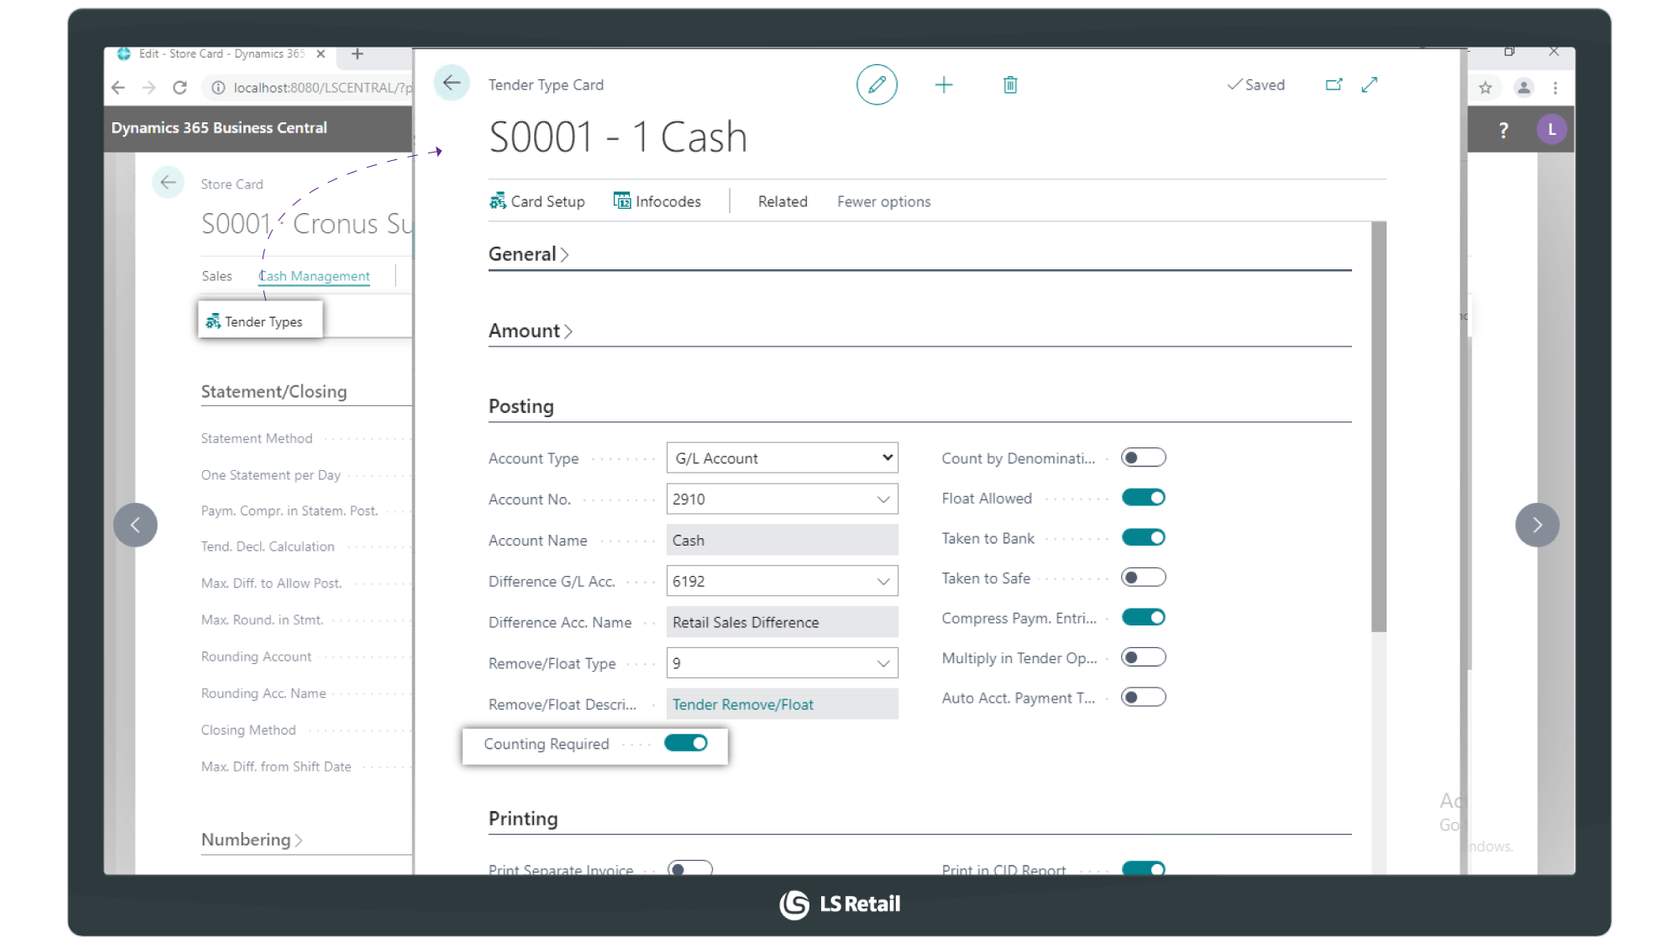 Edit - Store Card - Dynamics 365
localhost:8080/LSCENTRAL/?p
Dynamics 365 Business Central
?
L
Store Card
S0001 · Cronus Su
Sales
Cash Management
Tender Types
Statement/Closing
Statement Method
One Statement per Day
Paym. Compr. in Statem. Post.
Tend. Decl. Calculation
Max. Diff. to Allow Post.
Max. Round. in Stmt.
Rounding Account
Rounding Acc. Name
Closing Method
Max. Diff. from Shift Date
Numbering
Tender Type Card
Saved
S0001 - 1 Cash
Card Setup
Infocodes
Related
Fewer options
General
Amount
Posting
Account Type G/L Account
Account No. 2910
Account Name Cash
Difference G/L Acc. 6192
Difference Acc. Name Retail Sales Difference
Remove/Float Type 9
Remove/Float Descri... Tender Remove/Float
Counting Required
Count by Denominati...
Float Allowed
Taken to Bank
Taken to Safe
Compress Paym. Entri...
Multiply in Tender Op...
Auto Acct. Payment T...
Printing
Print Separate Invoice
Print in CID Report
Go
ndows.
LS Retail